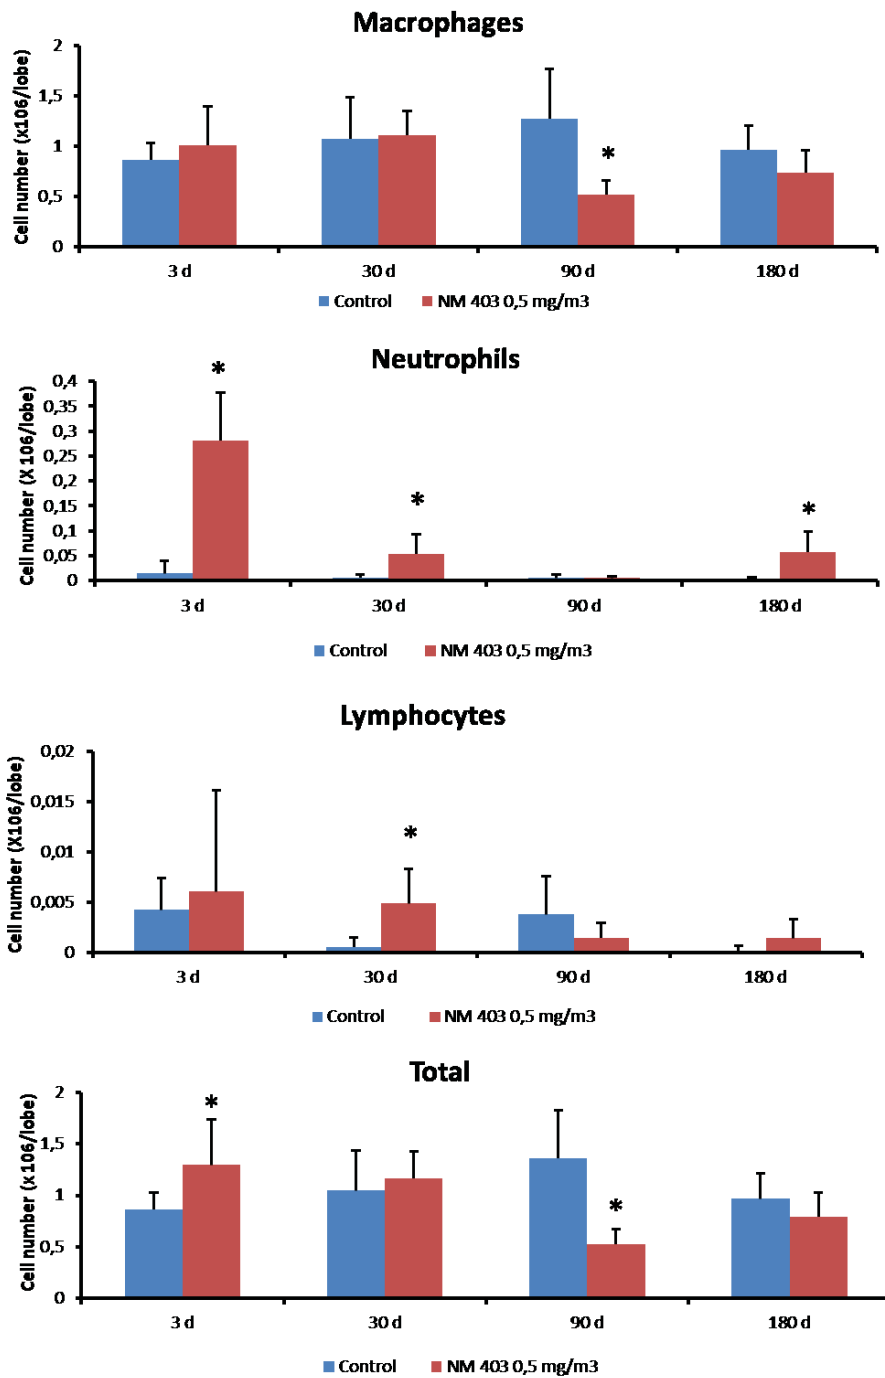 Macrophages
Cell number (x106/lobe)
2
1,5
1
0,5
0
*
3 d 30 d 90 d 180 d
Control NM 403 0,5 mg/m3
Neutrophils
Cell number (X 106/lobe)
0,4
0,35
0,3
0,25
0,2
0,15
0,1
0,05
0
* * *
3 d 30 d 90 d 180 d
Control NM 403 0,5 mg/m3
Lymphocytes
Cell number (X106/lobe)
0,02
0,015
0,01
0,005
0
*
3 d 30 d 90 d 180 d
Control NM 403 0,5 mg/m3
Total
Cell number (x 106/lobe)
2
1,5
1
0,5
0
* *
3 d 30 d 90 d 180 d
Control NM 403 0,5 mg/m3